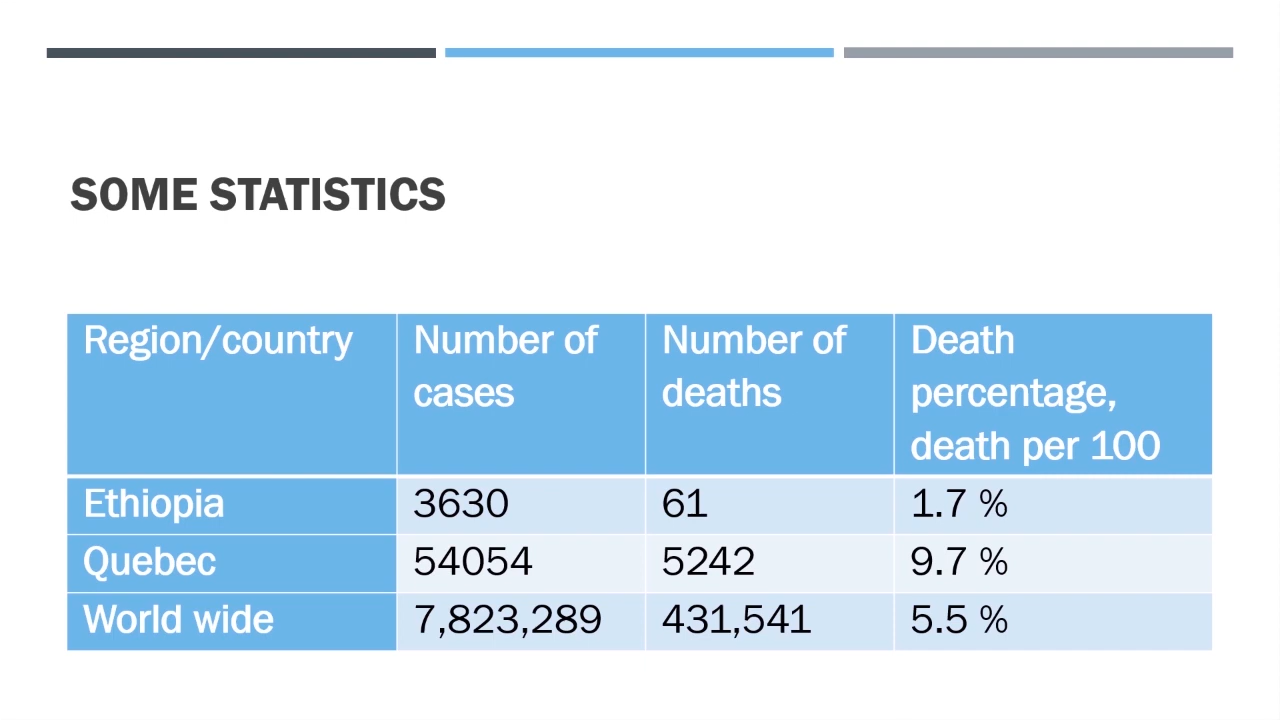 SOME STATISTICS
Region/country
Number of
cases
Number of
deaths
Death
percentage,
death per 100
Ethiopia 3630 61 1.7 %
Quebec 54054 5242 9.7 %
World wide 7,823,289 431,541 5.5 %